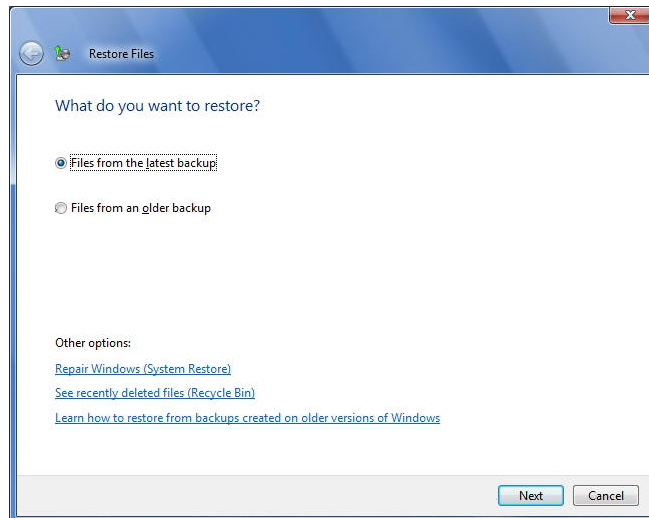 Restore Files
What do you want to restore?
Files from the latest backup
Files from an older backup
Other options:
Repair Windows (System Restore)
See recently deleted files (Recycle Bin)
Learn how to restore from backups created on older versions of Windows
Next
Cancel